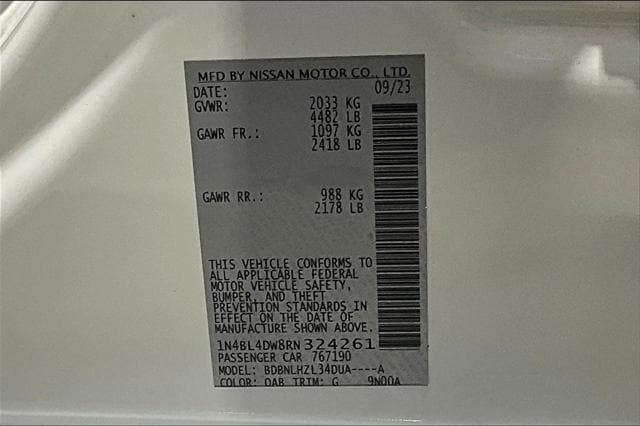 MFD BY NISSAN MOTOR CO., LTD.
DATE: 09/23
GVWR: 2033 KG
4482 LB
GAWR FR.: 1097 KG
2418 LB
GAWR RR.: 988 KG
2178 LB
THIS VEHICLE CONFORMS TO
ALL APPLICABLE FEDERAL
MOTOR VEHICLE SAFETY,
BUMPER, AND THEFT
PREVENTION STANDARDS IN
EFFECT ON THE DATE OF
MANUFACTURE SHOWN ABOVE.
1N4BL4DW8RN324261
PASSENGER CAR 767190
MODEL: BDBNLHZL34DUA----A
COLOR: QAB TRIM: G 9N00A